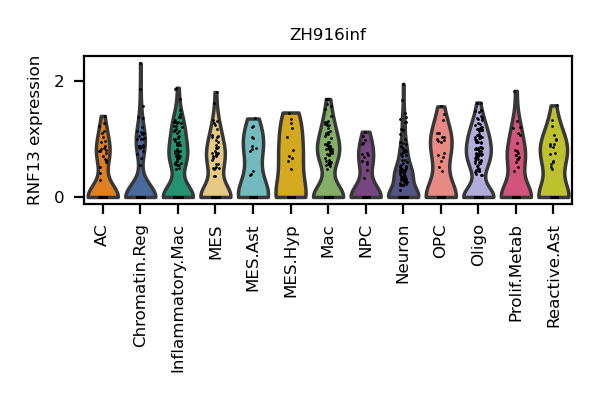 ZH916inf
RNF13 expression
2
0
AC
Chromatin.Reg
Inflammatory.Mac
MES
MES.Ast
MES.Hyp
Mac
NPC
Neuron
OPC
Oligo
Prolif.Metab
Reactive.Ast